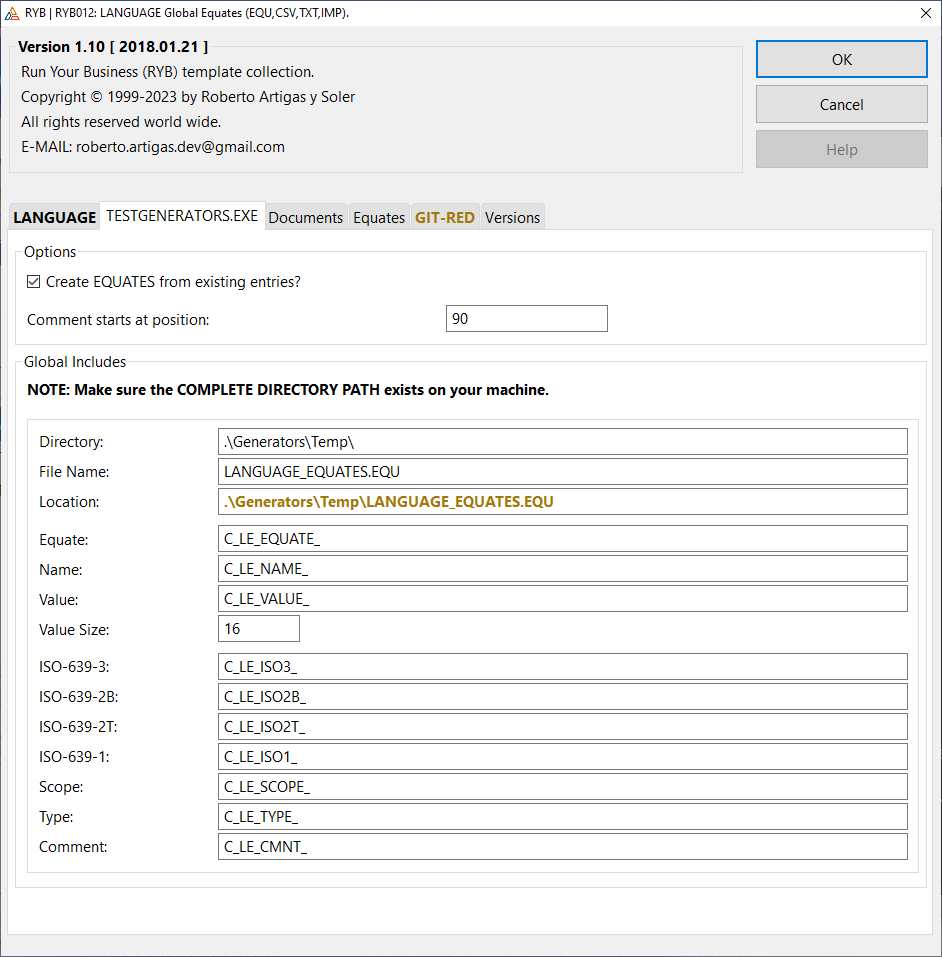 RYB | RYB012: LANGUAGE Global Equates (EQU,CSV,TXT,IMP).
Version 1.10 [ 2018.01.21 ]
Run Your Business (RYB) template collection.
Copyright © 1999-2023 by Roberto Artigas y Soler
All rights reserved world wide.
E-MAIL: roberto.artigas.dev@gmail.com
OK
Cancel
Help
LANGUAGE TESTGENERATORS.EXE Documents Equates GIT-RED Versions
Options
Create EQUATES from existing entries?
Comment starts at position: 90
Global Includes
NOTE: Make sure the COMPLETE DIRECTORY PATH exists on your machine.
Directory: .\Generators\Temp\
File Name: LANGUAGE_EQUATES.EQU
Location: .\Generators\Temp\LANGUAGE_EQUATES.EQU
Equate: C_LE_EQUATE_
Name: C_LE_NAME_
Value: C_LE_VALUE_
Value Size: 16
ISO-639-3: C_LE_ISO3_
ISO-639-2B: C_LE_ISO2B_
ISO-639-2T: C_LE_ISO2T_
ISO-639-1: C_LE_ISO1_
Scope: C_LE_SCOPE_
Type: C_LE_TYPE_
Comment: C_LE_CMNT_